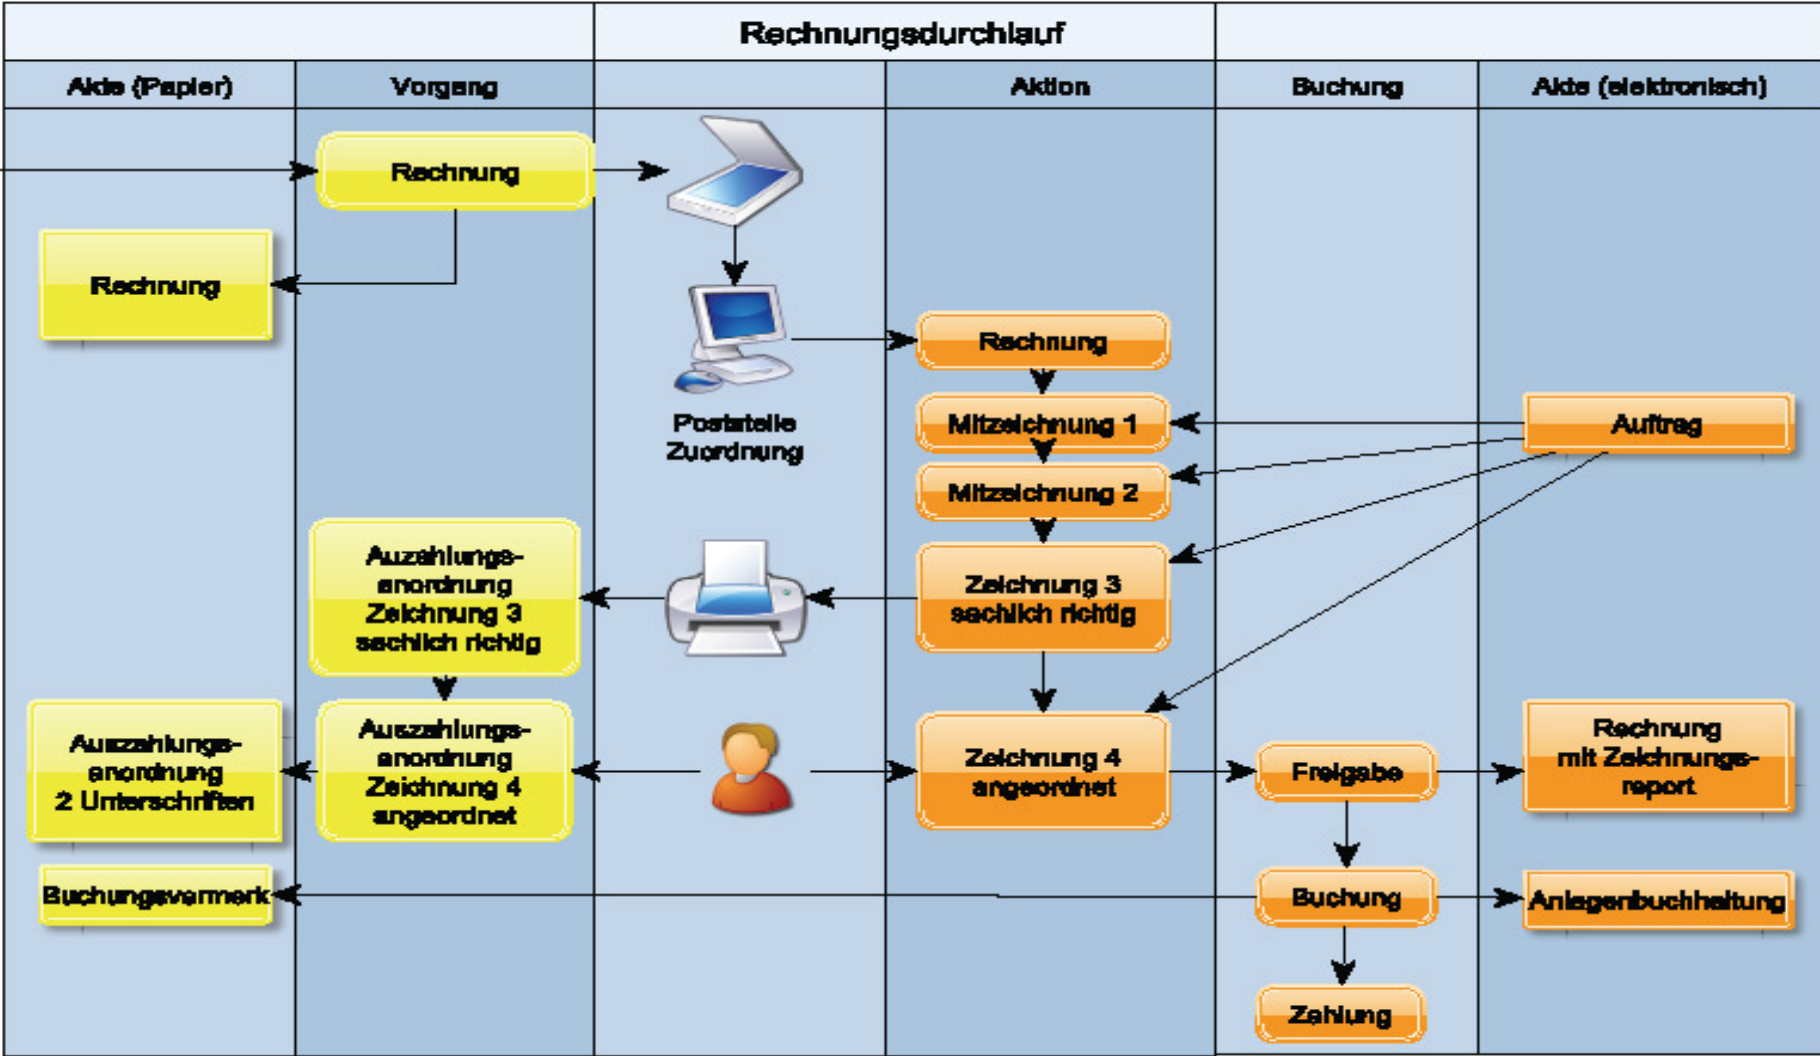 Rechnungsdurchlauf
Akte (Papier)
Vorgang
Aktion
Buchung
Akte (elektronisch)
Rechnung
Rechnung
Rechnung
Poststelle
Zuordnung
Mitzeichnung 1
Auftrag
Mitzeichnung 2
Auzahlungs-
anordnung
Zeichnung 3
sachlich richtig
Zeichnung 3
sachlich richtig
Auszahlungs-
anordnung
2 Unterschriften
Auszahlungs-
anordnung
Zeichnung 4
angeordnet
Zeichnung 4
angeordnet
Freigabe
Rechnung
mit Zeichnungs-
report
Buchungsvermerk
Buchung
Anlagenbuchhaltung
Zahlung